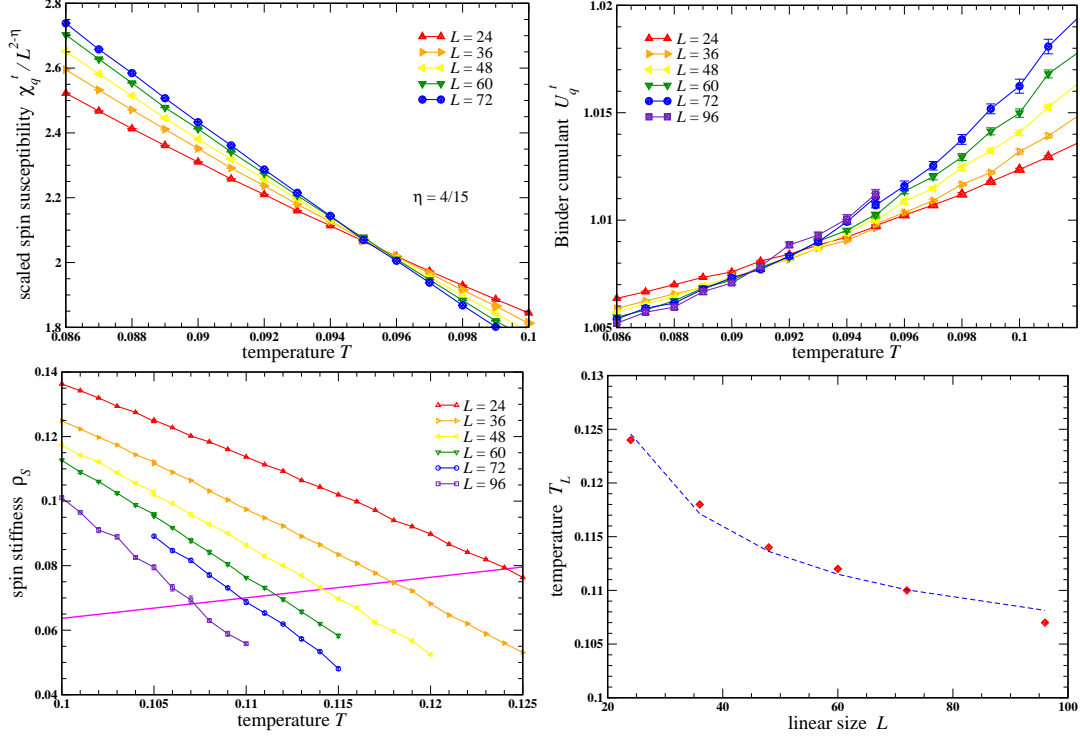 scaled spin susceptibility χ_q^t / L^{2-η}
2.8
2.6
2.4
2.2
2
1.8
0.086
0.088
0.09
0.092
0.094
0.096
0.098
0.1
temperature T
L = 24
L = 36
L = 48
L = 60
L = 72
η = 4/15
Binder cumulant U_q^t
1.02
1.015
1.01
1.005
0.086
0.088
0.09
0.092
0.094
0.096
0.098
0.1
temperature T
L = 24
L = 36
L = 48
L = 60
L = 72
L = 96
spin stiffness ρ_S
0.14
0.12
0.1
0.08
0.06
0.04
0.1
0.105
0.11
0.115
0.12
0.125
temperature T
L = 24
L = 36
L = 48
L = 60
L = 72
L = 96
temperature T_L
0.13
0.125
0.12
0.114
0.11
0.105
0.1
20
40
60
80
100
linear size L